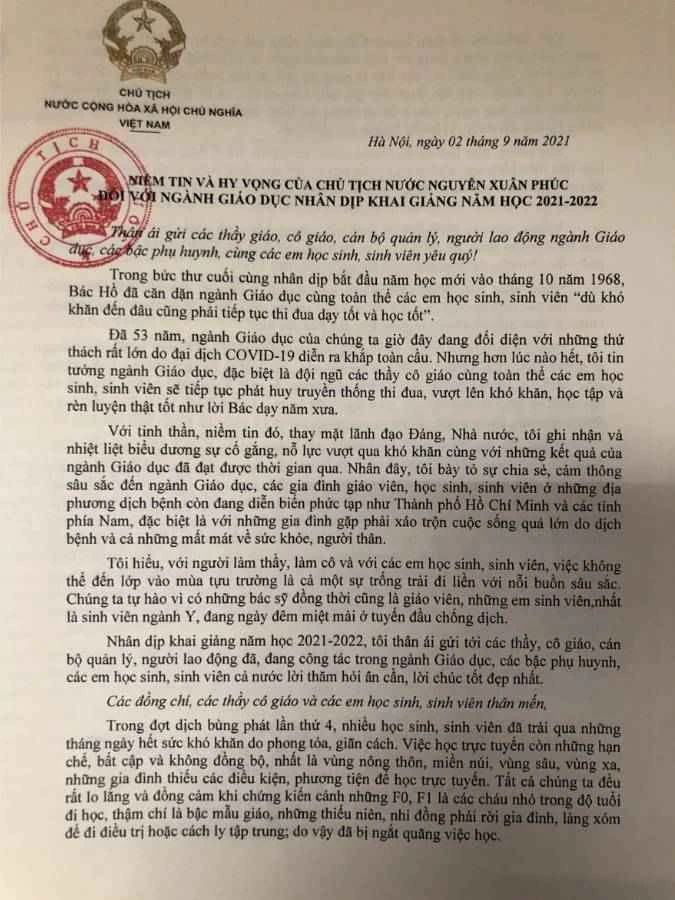 CHỦ TỊCH
NƯỚC CỘNG HÒA XÃ HỘI CHỦ NGHĨA
VIỆT NAM
Hà Nội, ngày 02 tháng 9 năm 2021
NIỀM TIN VÀ HY VỌNG CỦA CHỦ TỊCH NƯỚC NGUYỄN XUÂN PHÚC
ĐỐI VỚI NGÀNH GIÁO DỤC NHÂN DỊP KHAI GIẢNG NĂM HỌC 2021-2022
Thân ái gửi các thầy giáo, cô giáo, cán bộ quản lý, người lao động ngành Giáo
dục, các bậc phụ huynh, cùng các em học sinh, sinh viên yêu quý!
Trong bức thư cuối cùng nhân dịp bắt đầu năm học mới vào tháng 10 năm 1968,
Bác Hồ đã căn dặn ngành Giáo dục cùng toàn thể các em học sinh, sinh viên “dù khó
khăn đến đâu cũng phải tiếp tục thi đua dạy tốt và học tốt”.
Đã 53 năm, ngành Giáo dục của chúng ta giờ đây đang đối diện với những thử
thách rất lớn do đại dịch COVID-19 diễn ra khắp toàn cầu. Nhưng hơn lúc nào hết, tôi tin
tưởng ngành Giáo dục, đặc biệt là đội ngũ các thầy cô giáo cùng toàn thể các em học
sinh, sinh viên sẽ tiếp tục phát huy truyền thống thi đua, vượt lên khó khăn, học tập và
rèn luyện thật tốt như lời Bác dạy năm xưa.
Với tinh thần, niềm tin đó, thay mặt lãnh đạo Đảng, Nhà nước, tôi ghi nhận và
nhiệt liệt biểu dương sự cố gắng, nỗ lực vượt qua khó khăn cùng với những kết quả của
ngành Giáo dục đã đạt được thời gian qua. Nhân đây, tôi bày tỏ sự chia sẻ, cảm thông
sâu sắc đến ngành Giáo dục, các gia đình giáo viên, học sinh, sinh viên ở những địa
phương dịch bệnh còn đang diễn biến phức tạp như Thành phố Hồ Chí Minh và các tỉnh
phía Nam, đặc biệt là với những gia đình gặp phải xáo trộn cuộc sống quá lớn do dịch
bệnh và cả những mất mát về sức khỏe, người thân.
Tôi hiểu, với người làm thầy, làm cô và với các em học sinh, sinh viên, việc không
thể đến lớp vào mùa tựu trường là cả một sự trống trải đi liền với nỗi buồn sâu sắc.
Chúng ta tự hào vì có những bác sỹ đồng thời cũng là giáo viên, những em sinh viên,nhất
là sinh viên ngành Y, đang ngày đêm miệt mài ở tuyến đầu chống dịch.
Nhân dịp khai giảng năm học 2021-2022, tôi thân ái gửi tới các thầy, cô giáo, cán
bộ quản lý, người lao động đã, đang công tác trong ngành Giáo dục, các bậc phụ huynh,
các em học sinh, sinh viên cả nước lời thăm hỏi ân cần, lời chúc tốt đẹp nhất.
Các đồng chí, các thầy cô giáo và các em học sinh, sinh viên thân mến,
Trong đợt dịch bùng phát lần thứ 4, nhiều học sinh, sinh viên đã trải qua những
tháng ngày hết sức khó khăn do phong tỏa, giãn cách. Việc học trực tuyến còn những hạn
chế, bất cập và không đồng bộ, nhất là vùng nông thôn, miền núi, vùng sâu, vùng xa,
những gia đình thiếu các điều kiện, phương tiện để học trực tuyến. Tất cả chúng ta đều
rất lo lắng và đồng cảm khi chứng kiến cảnh những F0, F1 là các cháu nhỏ trong độ tuổi
đi học, thậm chí là bậc mẫu giáo, những thiếu niên, nhi đồng phải rời gia đình, làng xóm
để đi điều trị hoặc cách ly tập trung; do vậy đã bị ngắt quãng việc học.